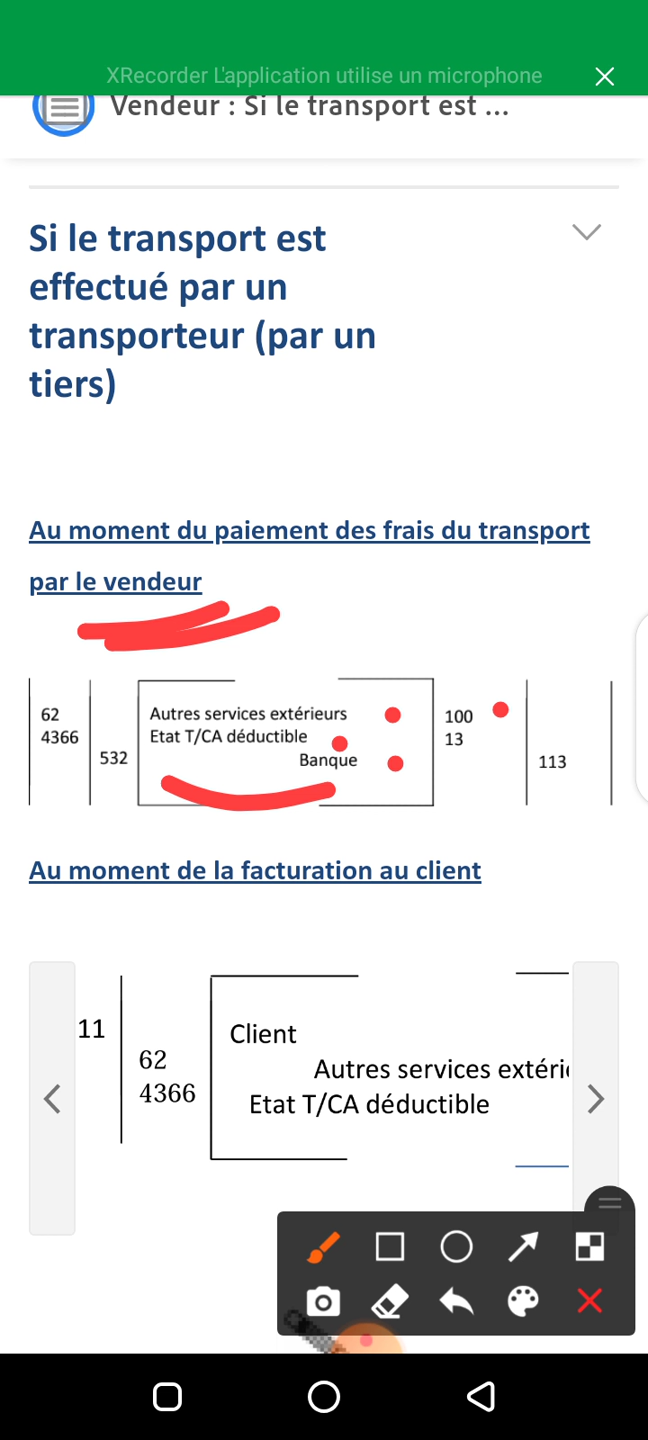 XRecorder L'application utilise un microphone
Vendeur : Si le transport est ...
Si le transport est
effectué par un
transporteur (par un
tiers)
Au moment du paiement des frais du transport
par le vendeur
62 Autres services extérieurs 100
4366 Etat T/CA déductible 13
532 Banque 113
Au moment de la facturation au client
11 Client
62 Autres services extéri
4366 Etat T/CA déductible